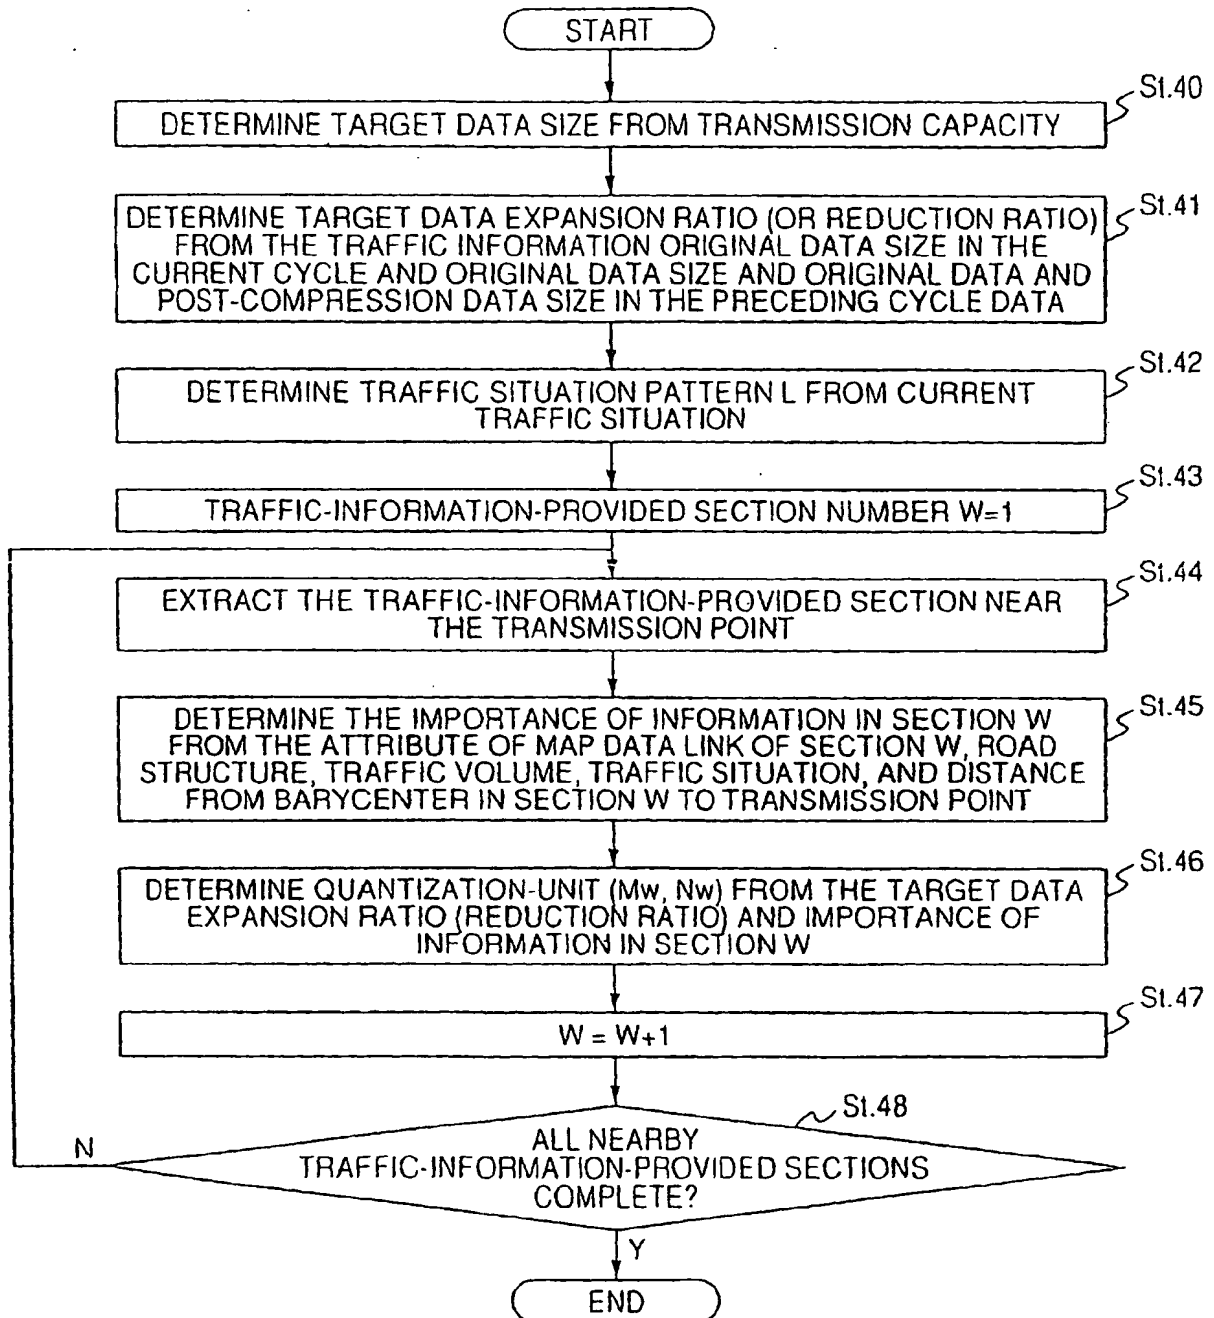 START
St.40
DETERMINE TARGET DATA SIZE FROM TRANSMISSION CAPACITY
St.41
DETERMINE TARGET DATA EXPANSION RATIO (OR REDUCTION RATIO)
FROM THE TRAFFIC INFORMATION ORIGINAL DATA SIZE IN THE
CURRENT CYCLE AND ORIGINAL DATA SIZE AND ORIGINAL DATA AND
POST-COMPRESSION DATA SIZE IN THE PRECEDING CYCLE DATA
St.42
DETERMINE TRAFFIC SITUATION PATTERN L FROM CURRENT
TRAFFIC SITUATION
St.43
TRAFFIC-INFORMATION-PROVIDED SECTION NUMBER W=1
St.44
EXTRACT THE TRAFFIC-INFORMATION-PROVIDED SECTION NEAR
THE TRANSMISSION POINT
St.45
DETERMINE THE IMPORTANCE OF INFORMATION IN SECTION W
FROM THE ATTRIBUTE OF MAP DATA LINK OF SECTION W, ROAD
STRUCTURE, TRAFFIC VOLUME, TRAFFIC SITUATION, AND DISTANCE
FROM BARYCENTER IN SECTION W TO TRANSMISSION POINT
St.46
DETERMINE QUANTIZATION-UNIT (Mw, Nw) FROM THE TARGET DATA
EXPANSION RATIO (REDUCTION RATIO) AND IMPORTANCE OF
INFORMATION IN SECTION W
St.47
W = W+1
St.48
N
ALL NEARBY
TRAFFIC-INFORMATION-PROVIDED SECTIONS
COMPLETE?
Y
END